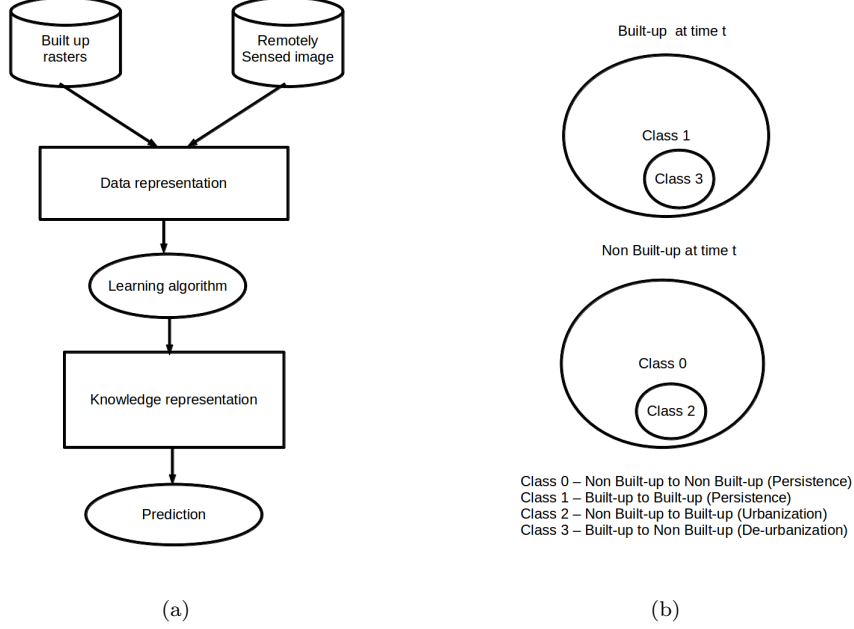 Built up
rasters
Remotely
Sensed image
Data representation
Learning algorithm
Knowledge representation
Prediction
(a)
Built-up at time t
Class 1
Class 3
Non Built-up at time t
Class 0
Class 2
Class 0 – Non Built-up to Non Built-up (Persistence)
Class 1 – Built-up to Built-up (Persistence)
Class 2 – Non Built-up to Built-up (Urbanization)
Class 3 – Built-up to Non Built-up (De-urbanization)
(b)